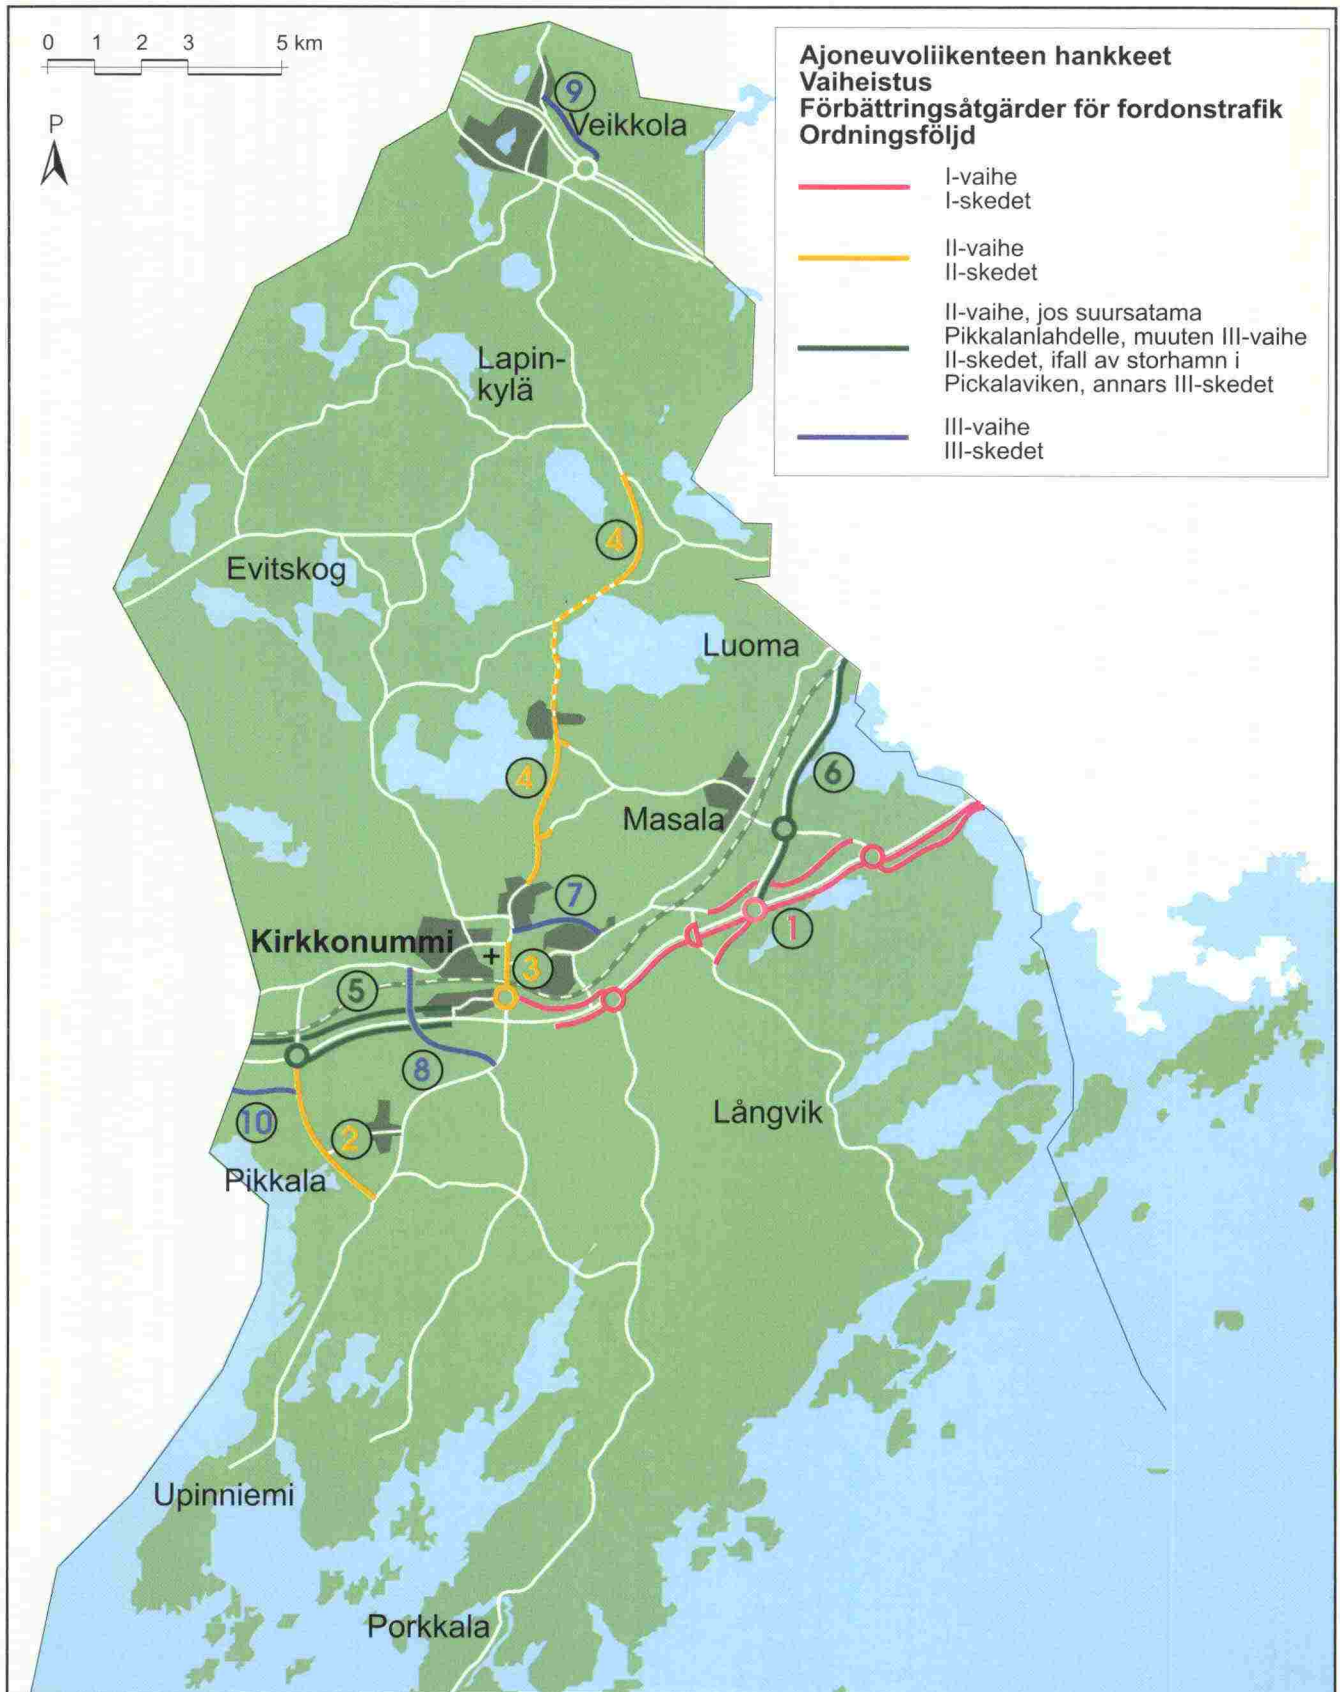 0 1 2 3 5 km
P
Ajoneuvoliikenteen hankkeet
Vaiheistus
Förbättringsåtgärder för fordonstrafik
Ordningsföljd
I-vaihe
I-skedet
II-vaihe
II-skedet
II-vaihe, jos suursatama
Pikkalanlahdelle, muuten III-vaihe
II-skedet, ifall av storhamn i
Pickalaviken, annars III-skedet
III-vaihe
III-skedet
9
Veikkola
Lapin-
kylä
4
Evitskog
Luoma
4
6
Masala
7
1
Kirkkonummi
3
5
8
10
2
Långvik
Pikkala
Upinniemi
Porkkala